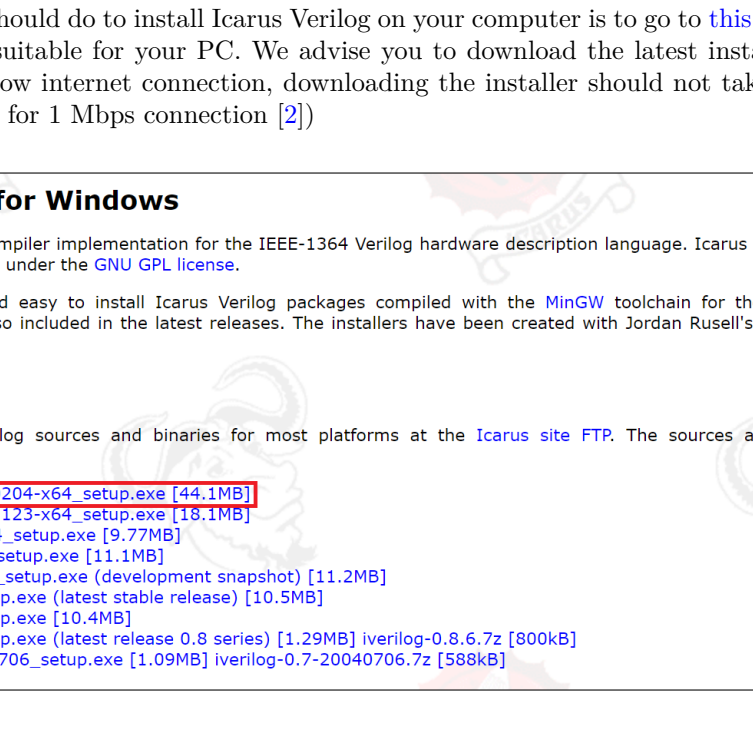 hould do to install Icarus Verilog on your computer is to go to this
suitable for your PC. We advise you to download the latest insta
ow internet connection, downloading the installer should not tak
for 1 Mbps connection [2])
for Windows
mpiler implementation for the IEEE-1364 Verilog hardware description language. Icarus
under the GNU GPL license.
d easy to install Icarus Verilog packages compiled with the MinGW toolchain for th
so included in the latest releases. The installers have been created with Jordan Rusell's
log sources and binaries for most platforms at the Icarus site FTP. The sources a
204-x64_setup.exe [44.1MB]
123-x64_setup.exe [18.1MB]
_setup.exe [9.77MB]
setup.exe [11.1MB]
_setup.exe (development snapshot) [11.2MB]
p.exe (latest stable release) [10.5MB]
p.exe [10.4MB]
p.exe (latest release 0.8 series) [1.29MB] iverilog-0.8.6.7z [800kB]
706_setup.exe [1.09MB] iverilog-0.7-20040706.7z [588kB]
ICARUS